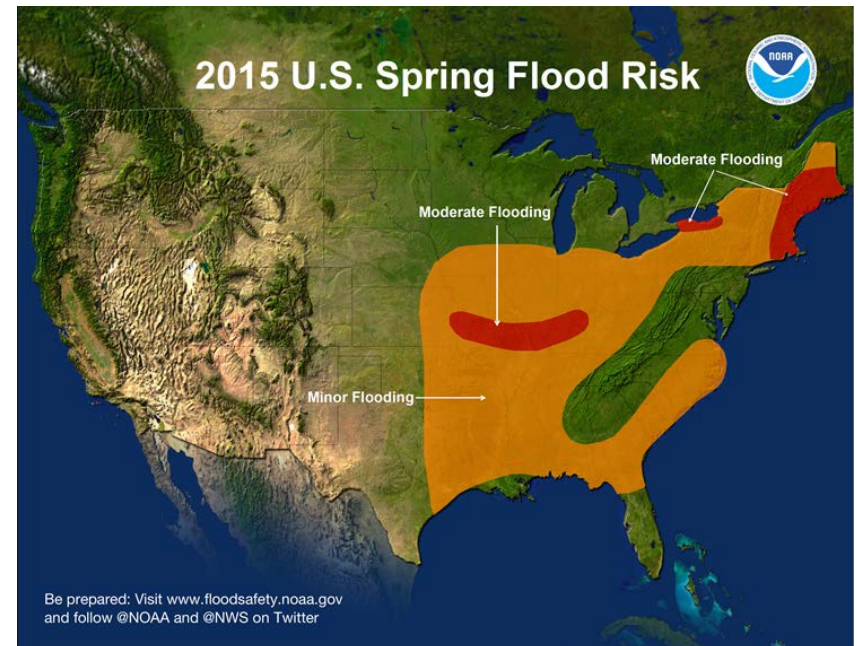 2015 U.S. Spring Flood Risk
NOAA
Moderate Flooding
Moderate Flooding
Minor Flooding
Be prepared: Visit www.floodsafety.noaa.gov
and follow @NOAA and @NWS on Twitter